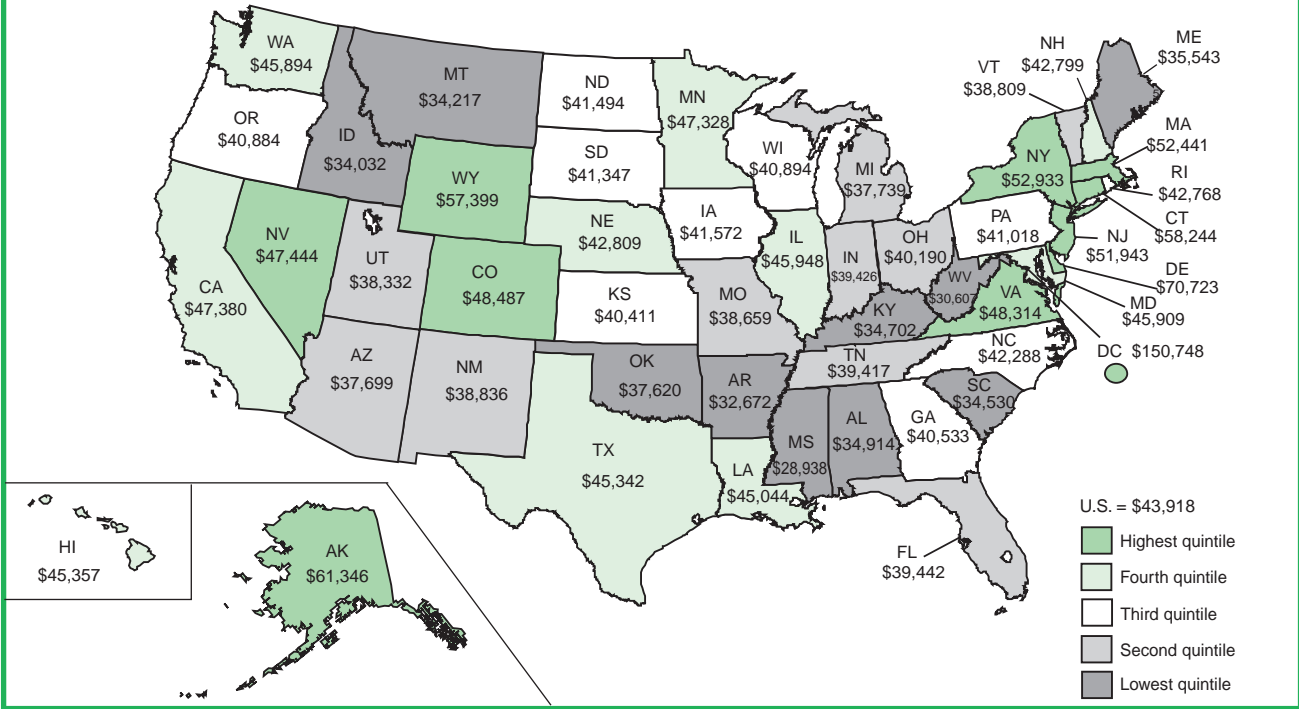 WA
$45,894
OR
$40,884
CA
$47,380
NV
$47,444
ID
$34,032
MT
$34,217
WY
$57,399
UT
$38,332
CO
$48,487
AZ
$37,699
NM
$38,836
ND
$41,494
SD
$41,347
NE
$42,809
KS
$40,411
OK
$37,620
TX
$45,342
MN
$47,328
IA
$41,572
MO
$38,659
AR
$32,672
LA
$45,044
WI
$40,894
IL
$45,948
MI
$37,739
IN
$39,426
OH
$40,190
KY
$34,702
TN
$39,417
MS
$28,938
AL
$34,914
GA
$40,533
FL
$39,442
SC
$34,530
NC
$42,288
VA
$48,314
WV
$30,607
PA
$41,018
NY
$52,933
VT
$38,809
NH
$42,799
ME
$35,543
MA
$52,441
RI
$42,768
CT
$58,244
NJ
$51,943
DE
$70,723
MD
$45,909
DC $150,748
HI
$45,357
AK
$61,346
U.S. = $43,918
Highest quintile
Fourth quintile
Third quintile
Second quintile
Lowest quintile